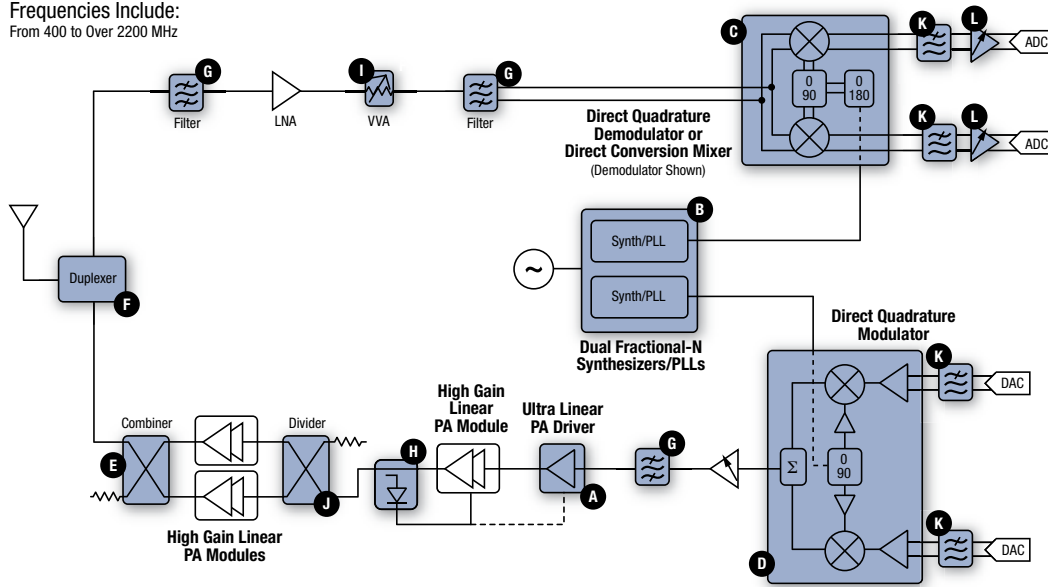 Frequencies Include:
From 400 to Over 2200 MHz
G
Filter
LNA
I
VVA
G
Filter
C
0
90
0
180
K
L
ADC
K
L
ADC
Direct Quadrature
Demodulator or
Direct Conversion Mixer
(Demodulator Shown)
B
Synth/PLL
Synth/PLL
~
Dual Fractional-N
Synthesizers/PLLs
Duplexer
F
Direct Quadrature
Modulator
K
DAC
Σ
0
90
K
DAC
D
G
Ultra Linear
PA Driver
A
High Gain
Linear
PA Module
H
Divider
J
Combiner
E
High Gain Linear
PA Modules